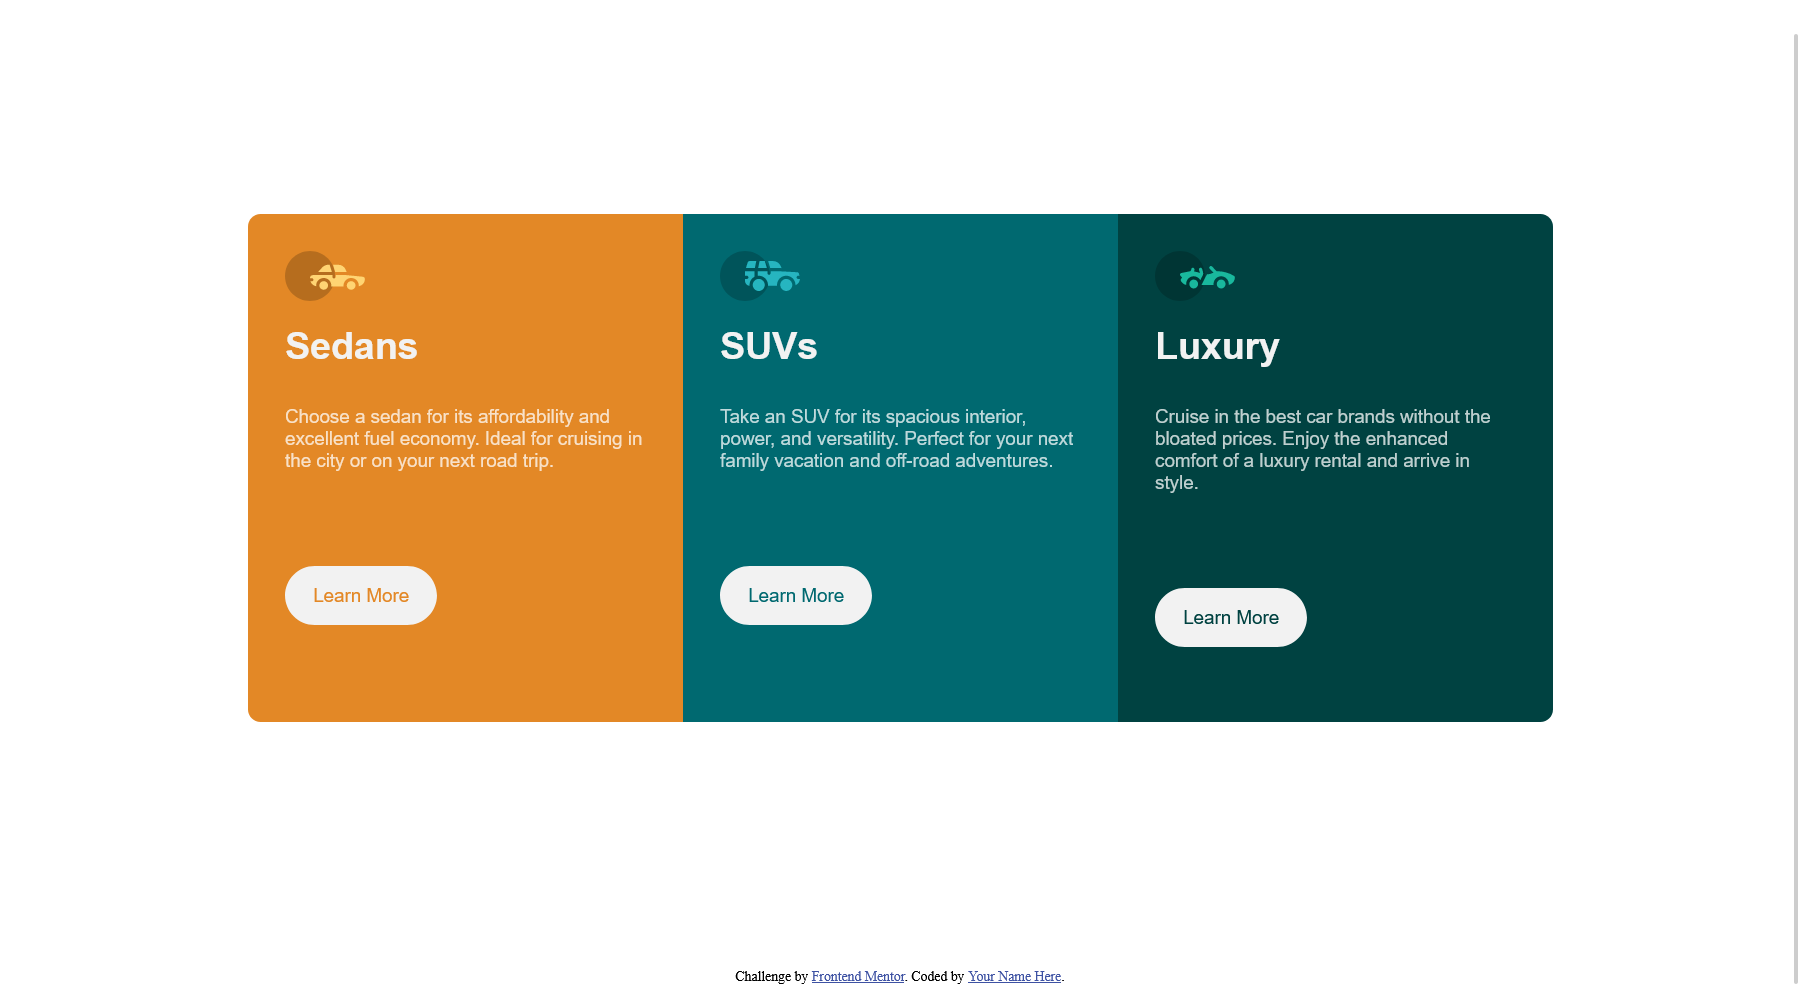 Sedans
Choose a sedan for its affordability and
excellent fuel economy. Ideal for cruising in
the city or on your next road trip.
Learn More
SUVs
Take an SUV for its spacious interior,
power, and versatility. Perfect for your next
family vacation and off-road adventures.
Learn More
Luxury
Cruise in the best car brands without the
bloated prices. Enjoy the enhanced
comfort of a luxury rental and arrive in
style.
Learn More
Challenge by Frontend Mentor. Coded by Your Name Here.